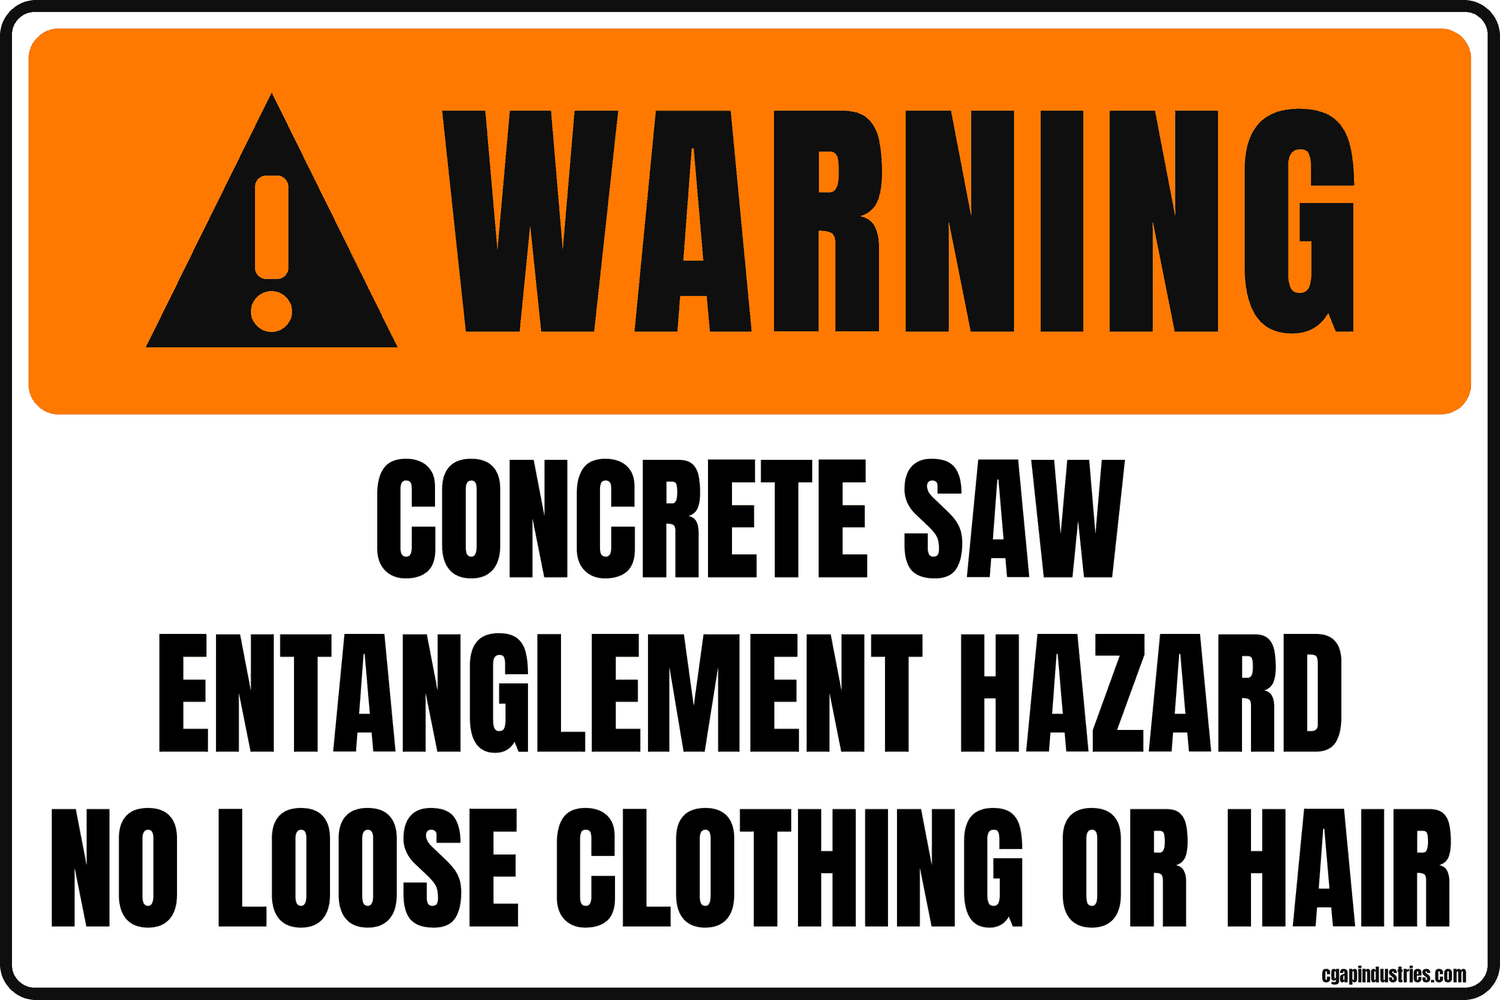 WARNING
CONCRETE SAW
ENTANGLEMENT HAZARD
NO LOOSE CLOTHING OR HAIR
cgapindustries.com